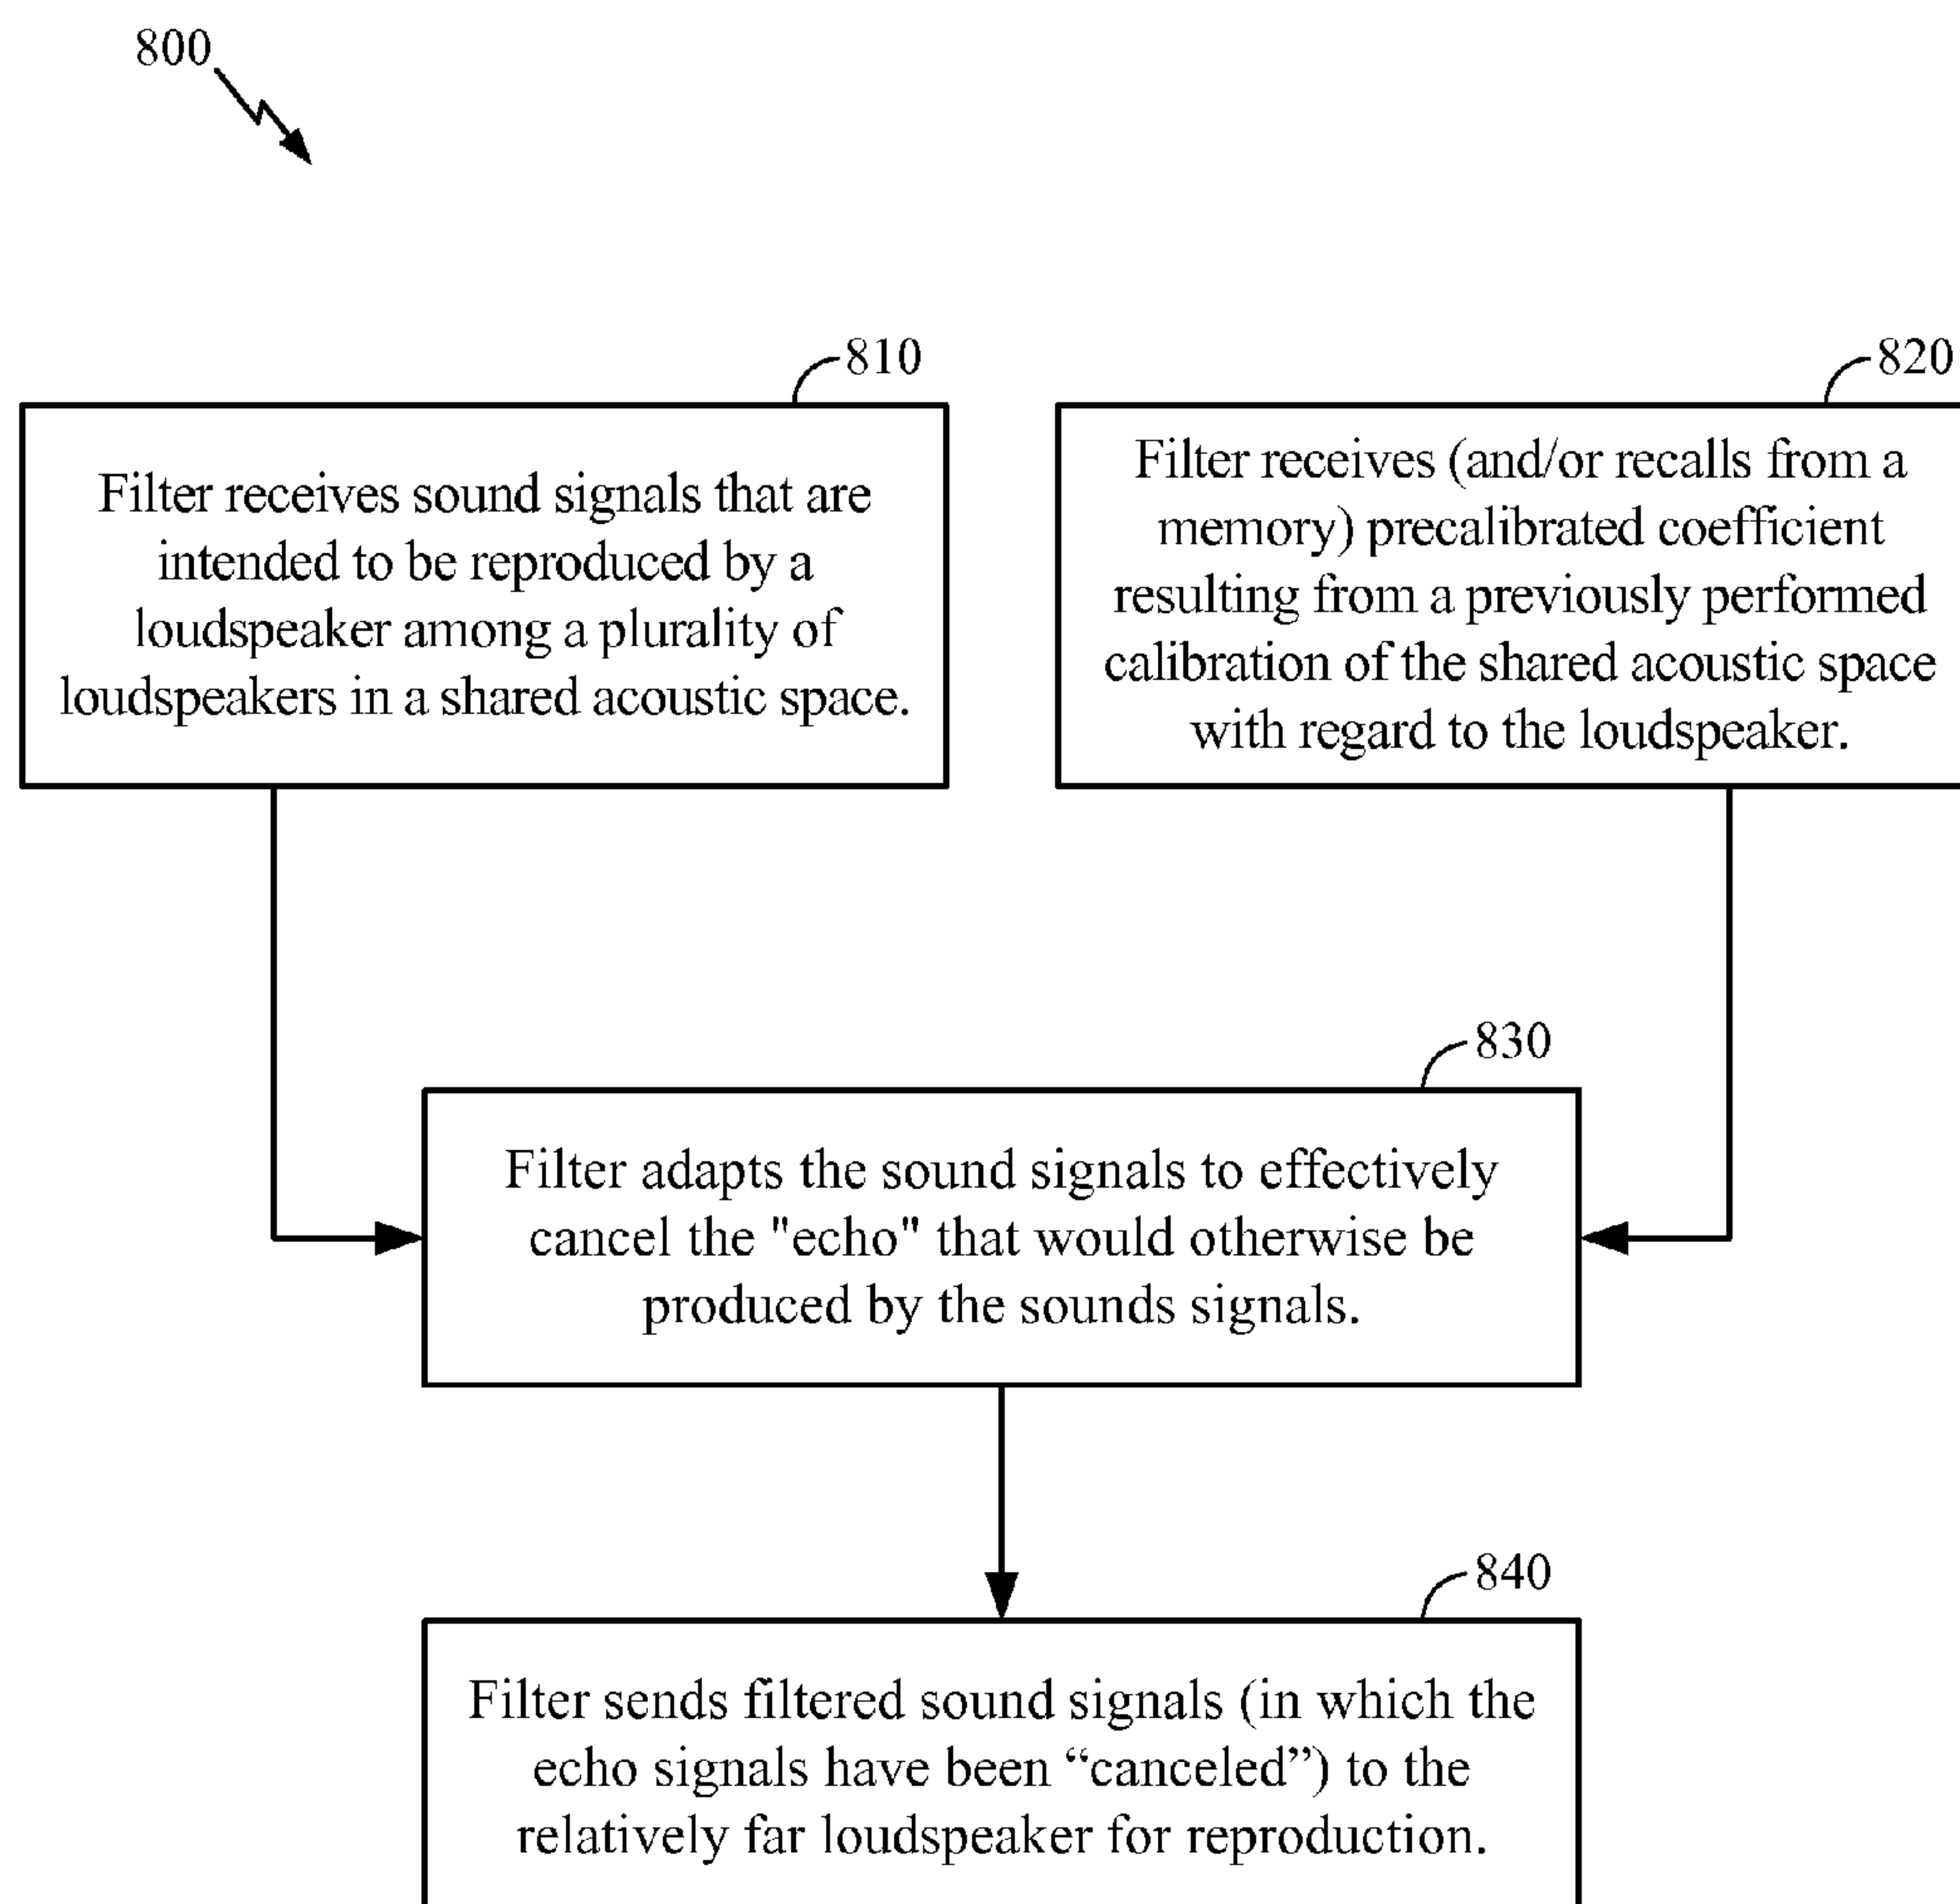 800
810
Filter receives sound signals that are
intended to be reproduced by a
loudspeaker among a plurality of
loudspeakers in a shared acoustic space.
820
Filter receives (and/or recalls from a
memory) precalibrated coefficient
resulting from a previously performed
calibration of the shared acoustic space
with regard to the loudspeaker.
830
Filter adapts the sound signals to effectively
cancel the "echo" that would otherwise be
produced by the sounds signals.
840
Filter sends filtered sound signals (in which the
echo signals have been “canceled”) to the
relatively far loudspeaker for reproduction.